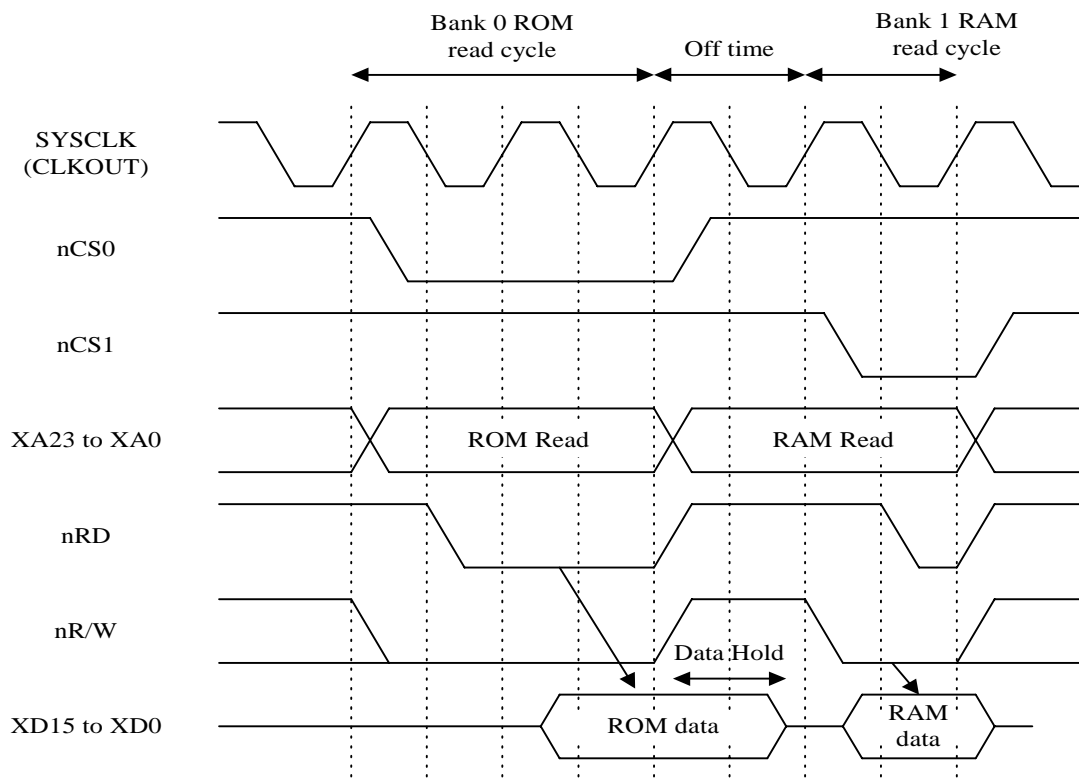 Bank 0 ROM
read cycle
Off time
Bank 1 RAM
read cycle
SYSCLK
(CLKOUT)
nCS0
nCS1
XA23 to XA0
ROM Read
RAM Read
nRD
nR/W
Data Hold
XD15 to XD0
ROM data
RAM
data